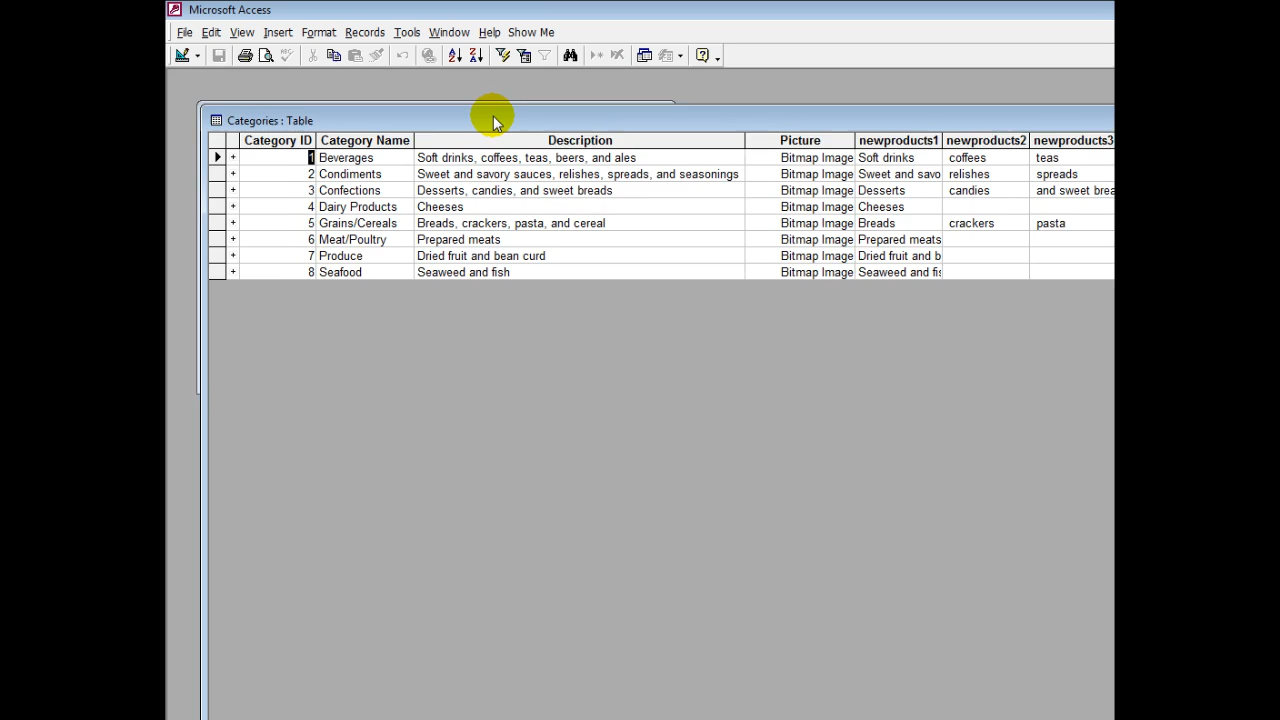 Microsoft Access
File Edit View Insert Format Records Tools Window Help Show Me
Categories : Table
Category ID Category Name Description Picture newproducts1 newproducts2 newproducts3
1 Beverages Soft drinks, coffees, teas, beers, and ales Bitmap Image Soft drinks coffees teas
2 Condiments Sweet and savory sauces, relishes, spreads, and seasonings Bitmap Image Sweet and savo relishes spreads
3 Confections Desserts, candies, and sweet breads Bitmap Image Desserts candies and sweet brea
4 Dairy Products Cheeses Bitmap Image Cheeses
5 Grains/Cereals Breads, crackers, pasta, and cereal Bitmap Image Breads crackers pasta
6 Meat/Poultry Prepared meats Bitmap Image Prepared meats
7 Produce Dried fruit and bean curd Bitmap Image Dried fruit and b
8 Seafood Seaweed and fish Bitmap Image Seaweed and fis